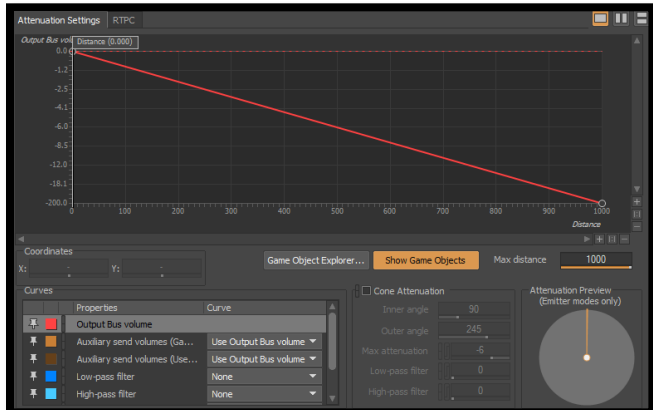 Attenuation Settings RTPC
Output Bus vol Distance (0.000)
0.0
-1.2
-2.5
-4.1
-6.0
-8.5
-12.0
-18.1
-200.0
0 100 200 300 400 500 600 700 800 900 1000
Distance
Coordinates
X: - Y: -
Game Object Explorer... Show Game Objects Max distance 1000
Curves
Properties Curve
Output Bus volume
Auxiliary send volumes (Ga... Use Output Bus volume
Auxiliary send volumes (Use... Use Output Bus volume
Low-pass filter None
High-pass filter None
Cone Attenuation
Inner angle 90
Outer angle 245
Max attenuation -6
Low-pass filter 0
High-pass filter 0
Attenuation Preview
(Emitter modes only)